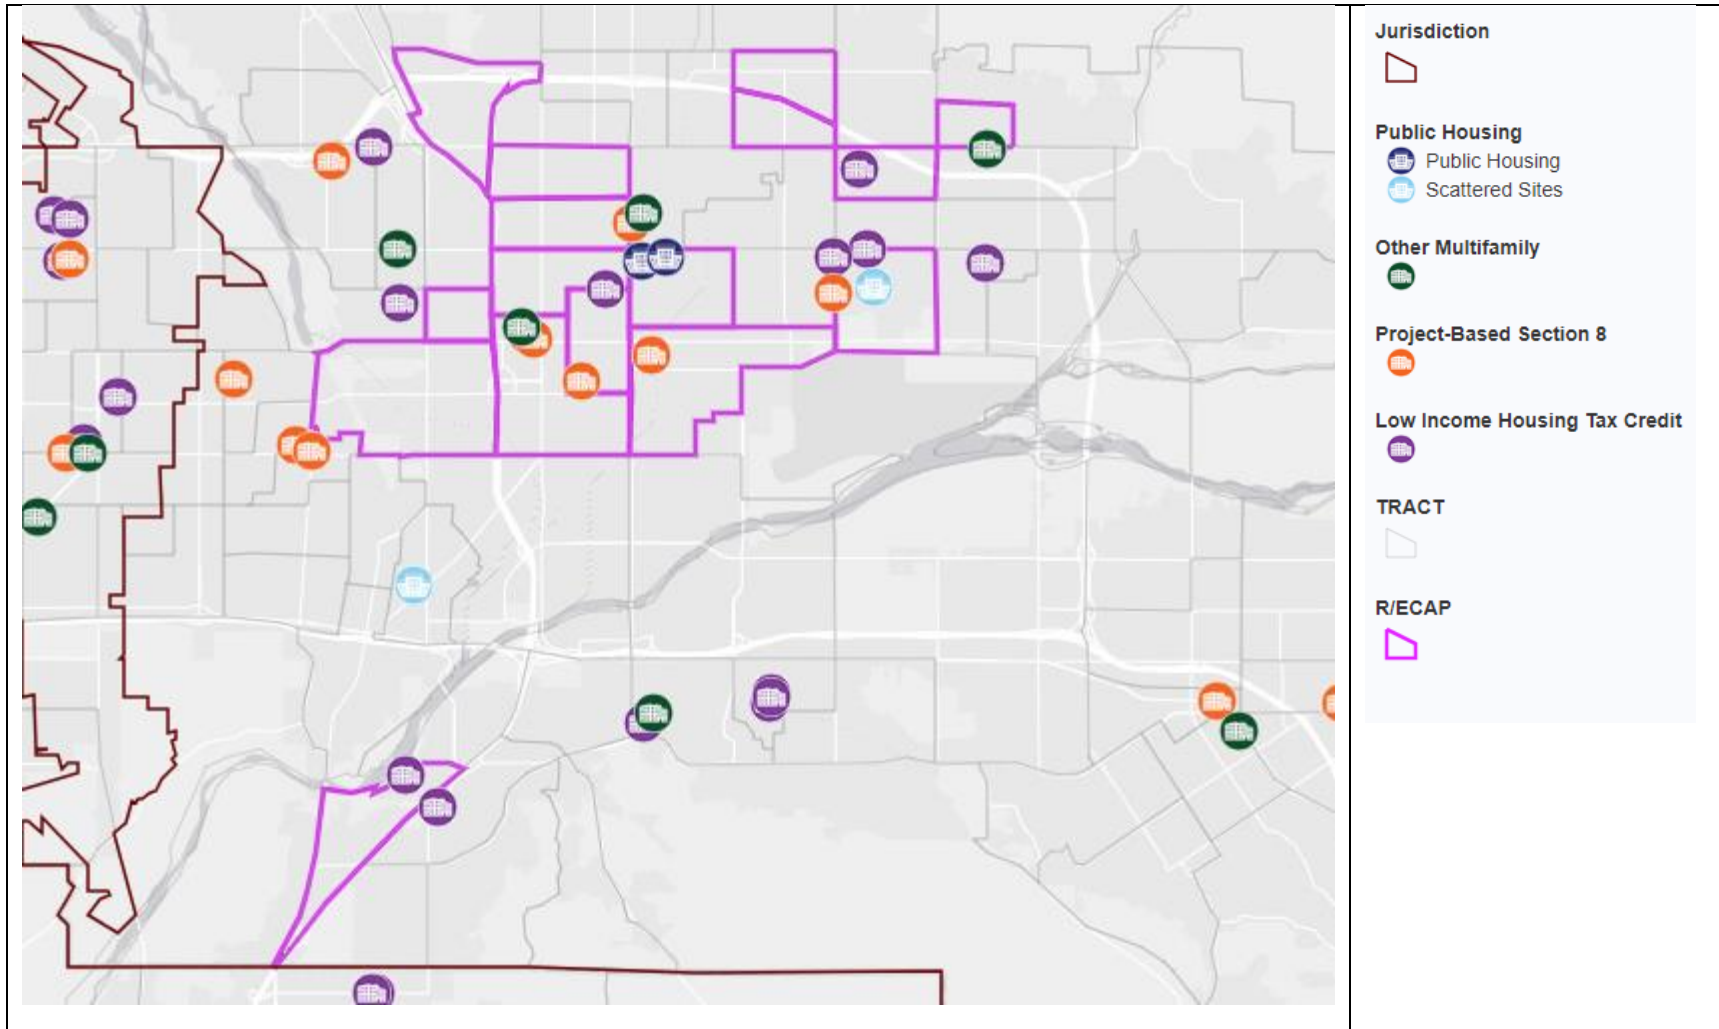 Jurisdiction
Public Housing
Public Housing
Scattered Sites
Other Multifamily
Project-Based Section 8
Low Income Housing Tax Credit
TRACT
R/ECAP